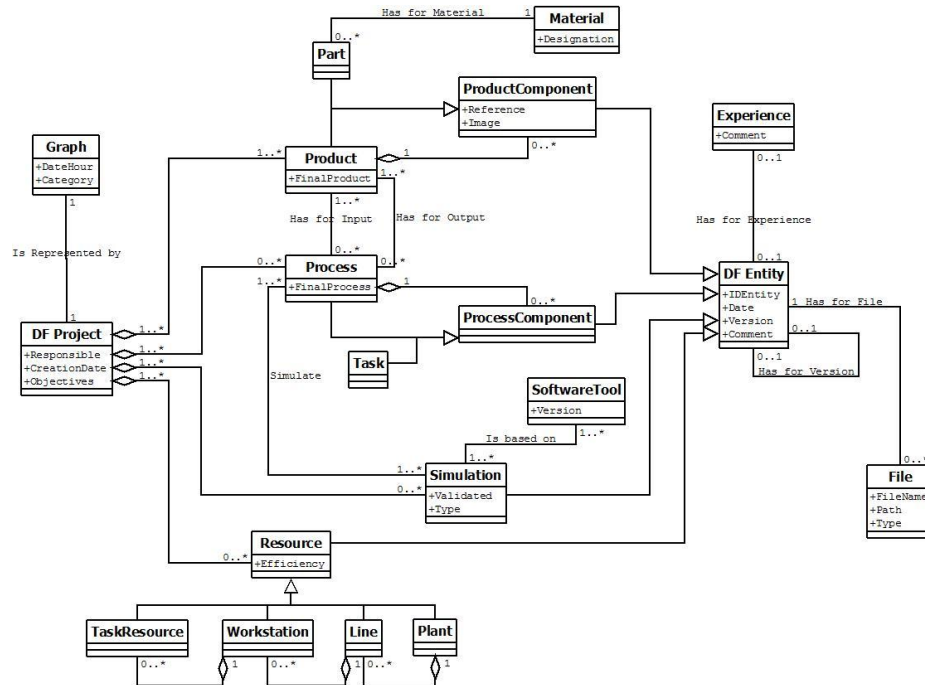 Has for Material
1
Material
+Designation
0..*
Part
ProductComponent
+Reference
+Image
Experience
+Comment
Graph
+DateHour
+Category
1..*
Product
+FinalProduct
1
0..*
0..1
1
1..*
1..*
Has for Input
Has for Output
Has for Experience
Is Represented by
0..*
0..*
0..*
Process
+FinalProcess
1..*
1
0..*
0..1
DF Entity
+IDEntity
+Date
+Version
+Comment
1
Has for File
0..1
0..1
Has for Version
ProcessComponent
1
DF Project
+Responsible
+CreationDate
+Objectives
1..*
1..*
1..*
1..*
Task
Simulate
SoftwareTool
+Version
Is based on
1..*
1..*
1..*
0..*
Simulation
+Validated
+Type
0..*
File
+FileName
+Path
+Type
Resource
+Efficiency
0..*
TaskResource
Workstation
Line
Plant
0..*
1
0..*
1
0..*
1